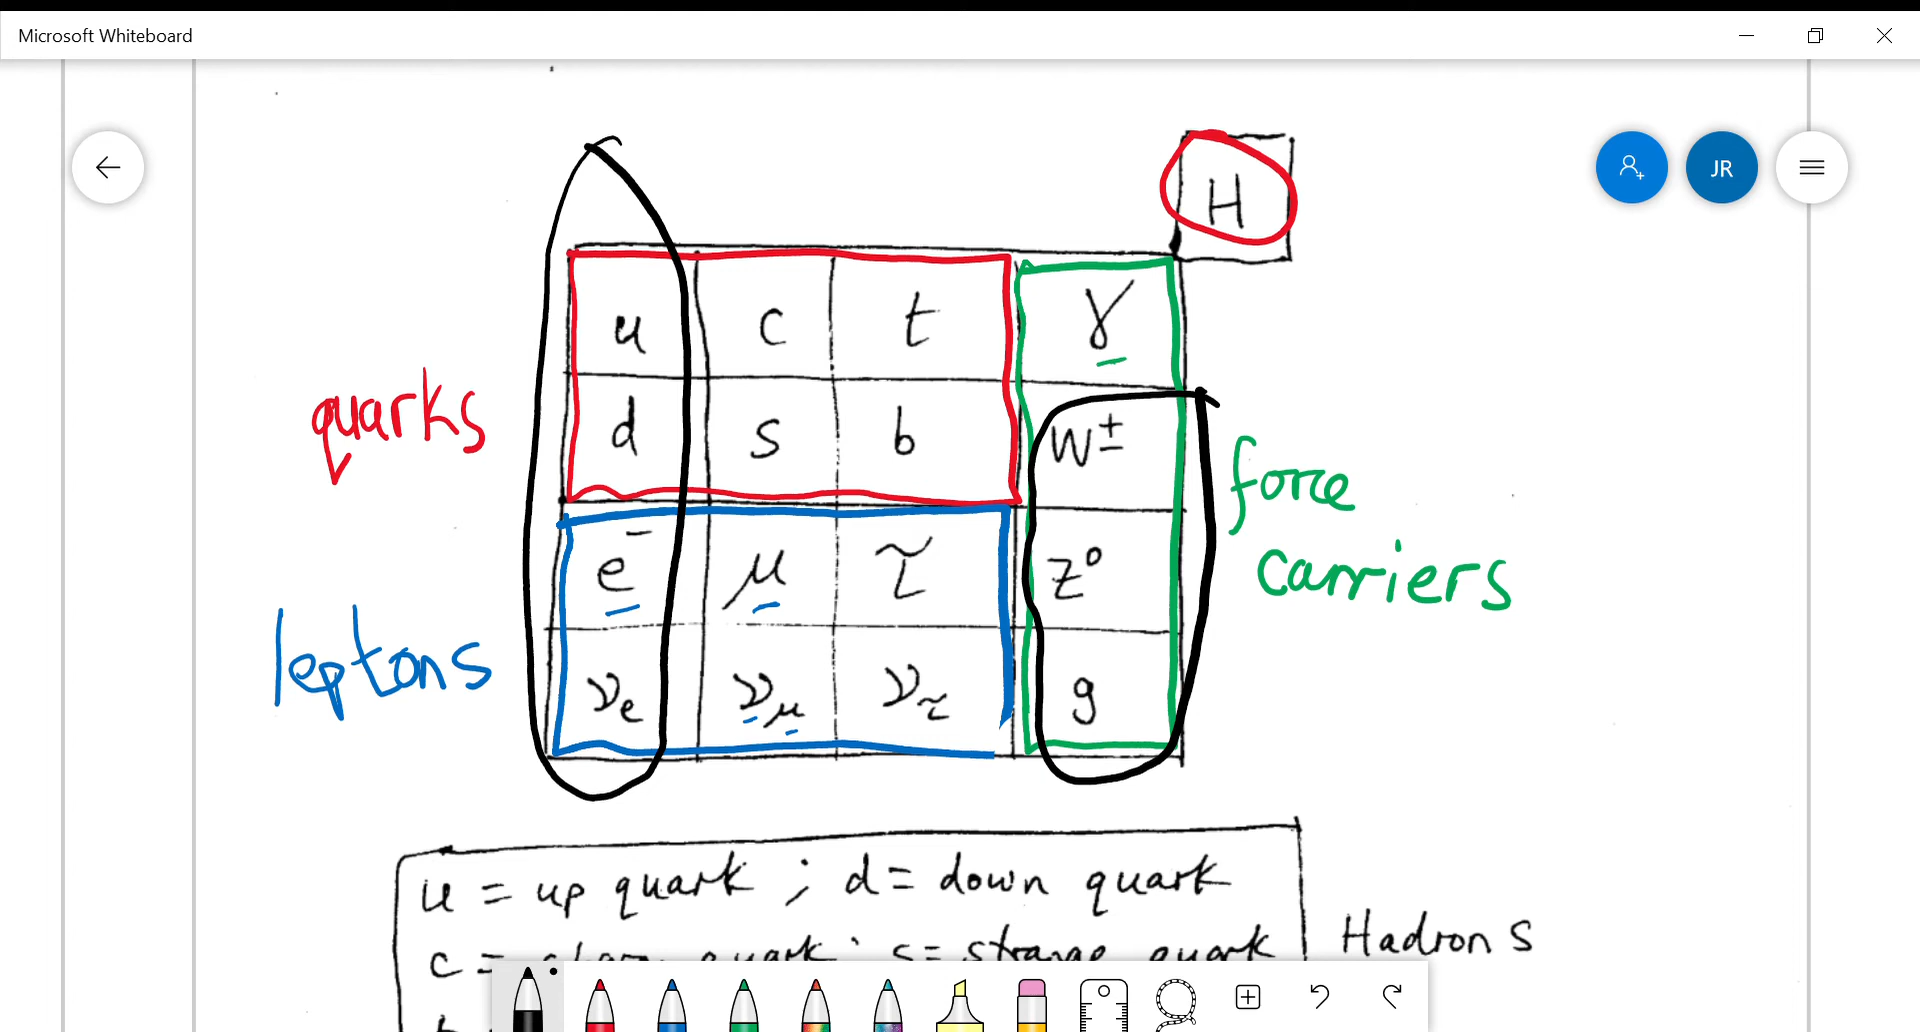 Microsoft Whiteboard
H
JR
u c t γ
quarks
d s b W±
force
e⁻ μ τ Z⁰
carriers
leptons
νe νμ ντ g
u = up quark ; d = down quark
Hadrons
c = quark ; s = strange quark